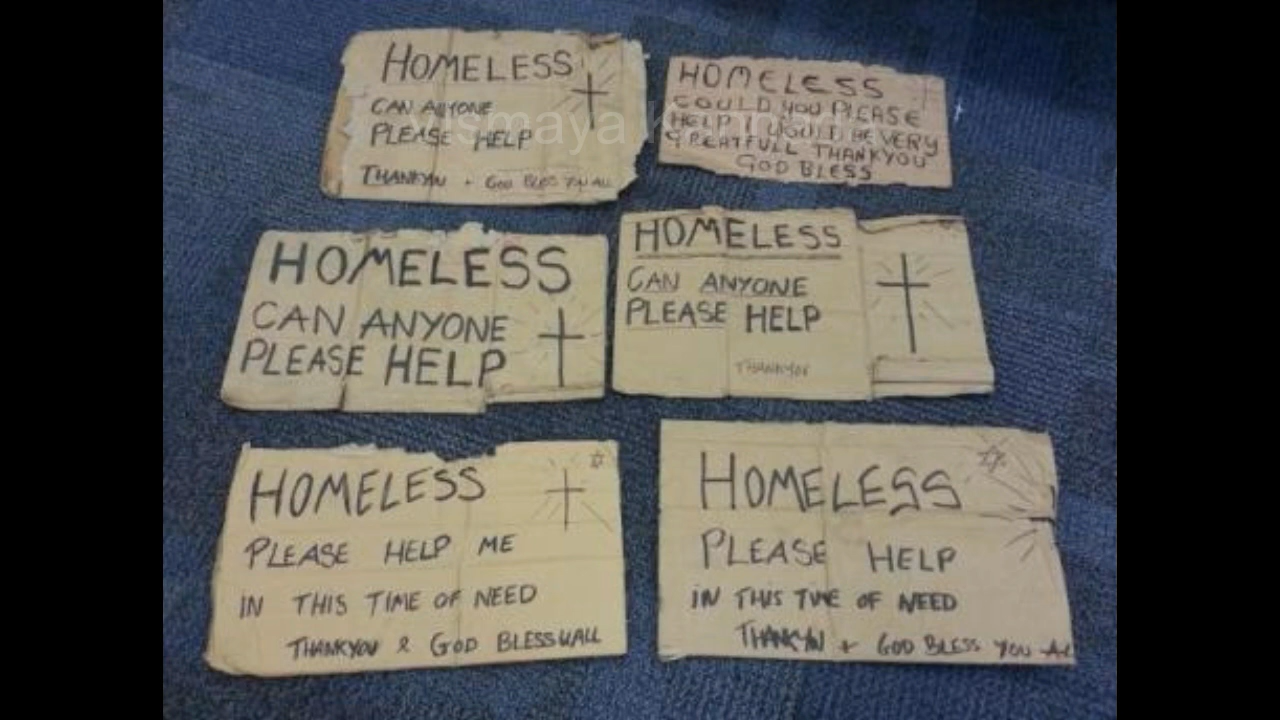 HOMELESS
CAN ANYONE
PLEASE HELP
THANKYOU + GOD BLESS YOU ALL
HOMELESS
COULD YOU PLEASE
HELP I WOULD BE VERY
GREATFULL THANKYOU
GOD BLESS
HOMELESS
CAN ANYONE
PLEASE HELP
HOMELESS
CAN ANYONE
PLEASE HELP
THANKYOU
HOMELESS
PLEASE HELP ME
IN THIS TIME OF NEED
THANKYOU & GOD BLESS U ALL
HOMELESS
PLEASE HELP
IN THIS TIME OF NEED
THANKYOU + GOD BLESS YOU
vismaya